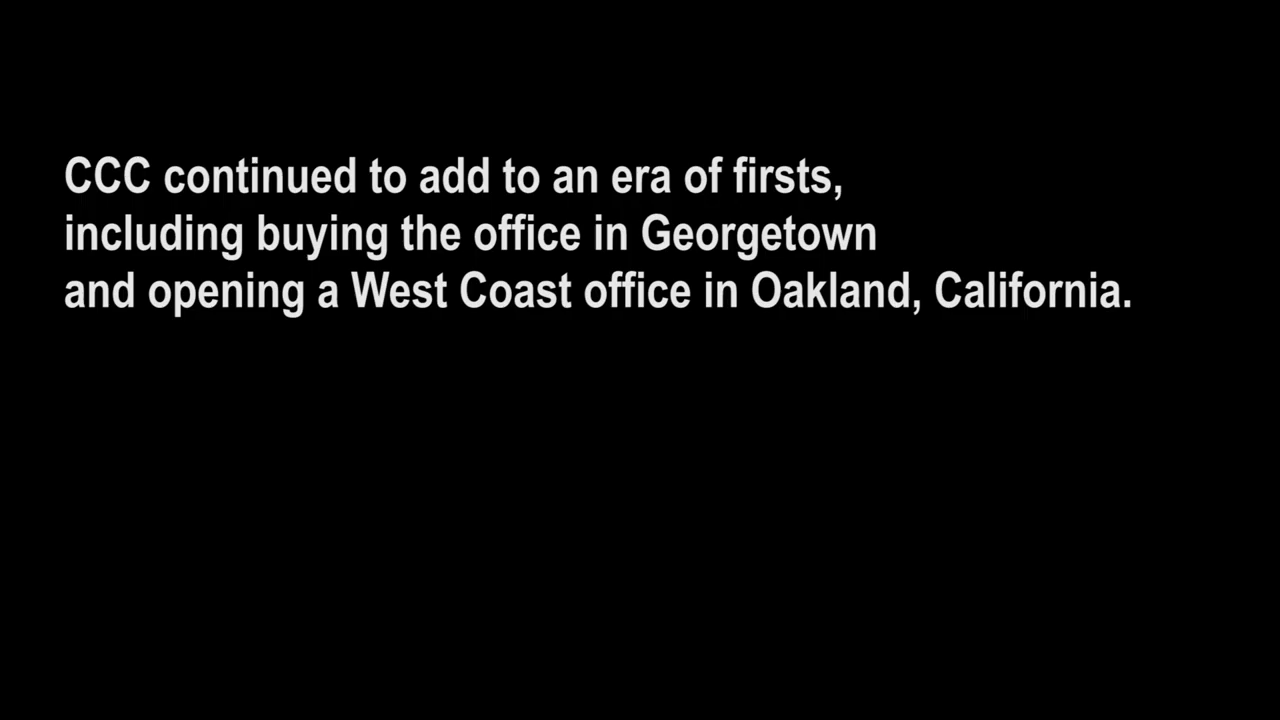 CCC continued to add to an era of firsts,
including buying the office in Georgetown
and opening a West Coast office in Oakland, California.